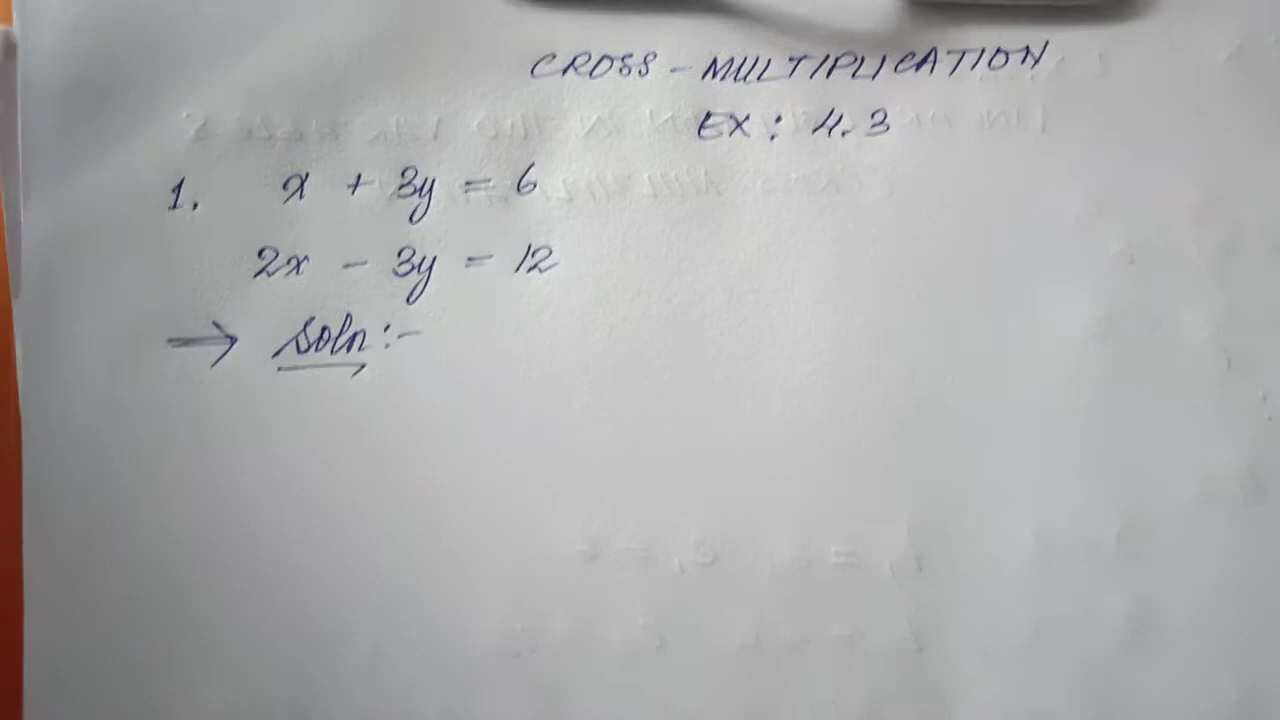 CROSS - MULTIPLICATION
EX : 4.3
1. x + 3y = 6
2x - 3y = 12
⇒ Soln :-